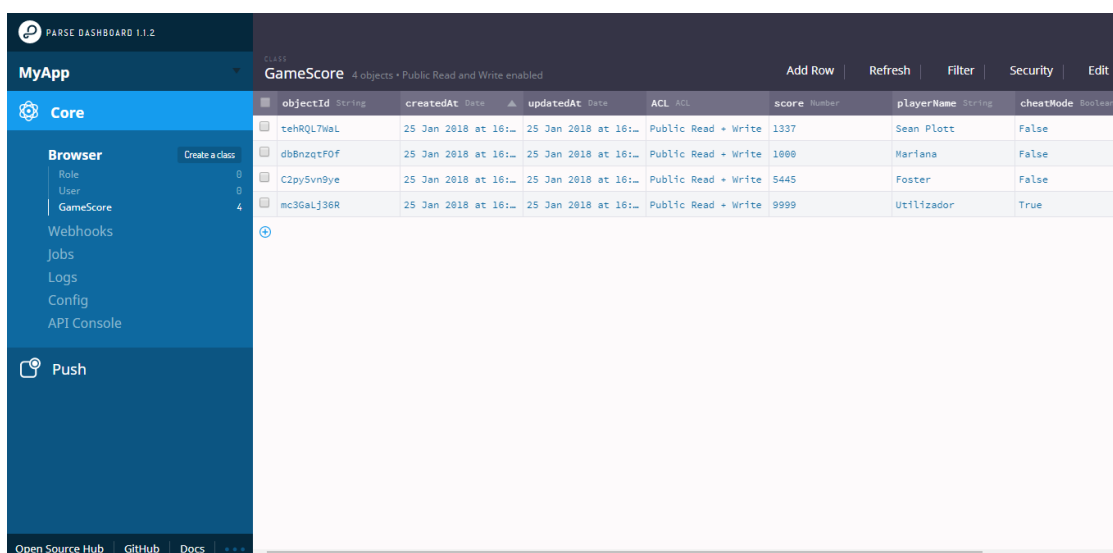 PARSE DASHBOARD 1.1.2
MyApp
Core
Browser
Create a class
Role 0
User 0
GameScore 4
Webhooks
Jobs
Logs
Config
API Console
Push
Open Source Hub GitHub Docs
CLASS
GameScore 4 objects • Public Read and Write enabled
Add Row Refresh Filter Security Edit
objectId String createdAt Date updatedAt Date ACL ACL score Number playerName String cheatMode Boolean
tehRQL7WaL 25 Jan 2018 at 16:… 25 Jan 2018 at 16:… Public Read + Write 1337 Sean Plott False
dbBnzqtFOf 25 Jan 2018 at 16:… 25 Jan 2018 at 16:… Public Read + Write 1000 Mariana False
C2py5vn9ye 25 Jan 2018 at 16:… 25 Jan 2018 at 16:… Public Read + Write 5445 Foster False
mc3GaLj36R 25 Jan 2018 at 16:… 25 Jan 2018 at 16:… Public Read + Write 9999 Utilizador True